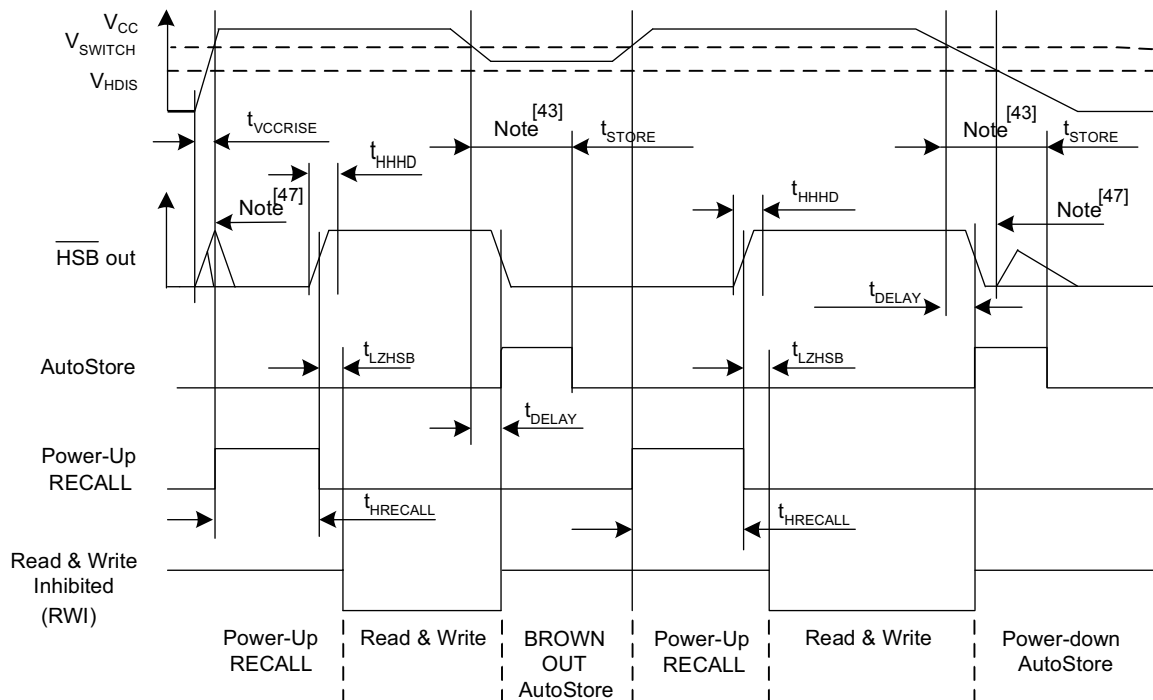 VCC
VSWITCH
VHDIS
tVCCRISE
Note[43]
tSTORE
Note[43]
tSTORE
tHHHD
Note[47]
tHHHD
Note[47]
HSB out
tDELAY
AutoStore
tLZHSB
tLZHSB
tDELAY
Power-Up
RECALL
tHRECALL
tHRECALL
Read & Write
Inhibited
(RWI)
Power-Up
RECALL
Read & Write
BROWN
OUT
AutoStore
Power-Up
RECALL
Read & Write
Power-down
AutoStore